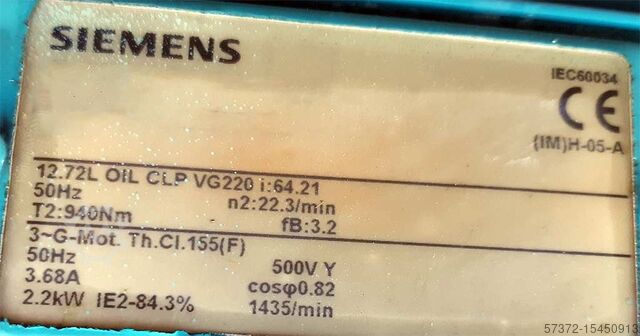 SIEMENS
IEC60034
CE
(IM)H-05-A
12.72L OIL CLP VG220 i:64.21
50Hz n2:22.3/min
T2:940Nm fB:3.2
3~G-Mot. Th.Cl.155(F)
50Hz 500V Y
3.68A cosφ0.82
2.2kW IE2-84.3% 1435/min
57372-15450913